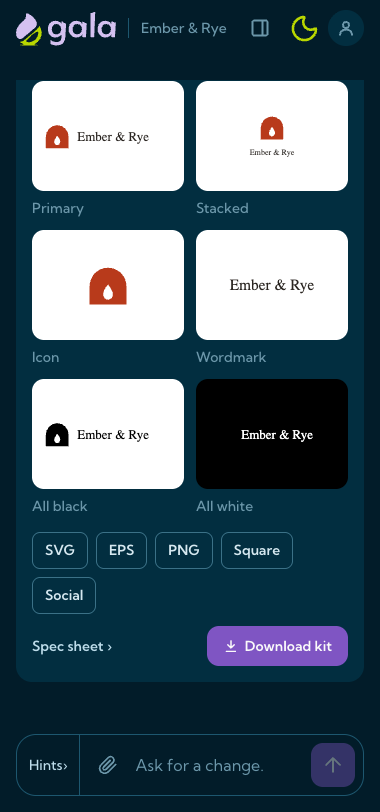 gala
Ember & Rye
Ember & Rye
Ember & Rye
Primary
Stacked
Ember & Rye
Icon
Wordmark
Ember & Rye
Ember & Rye
All black
All white
SVG
EPS
PNG
Square
Social
Spec sheet ›
Download kit
Hints›
Ask for a change.